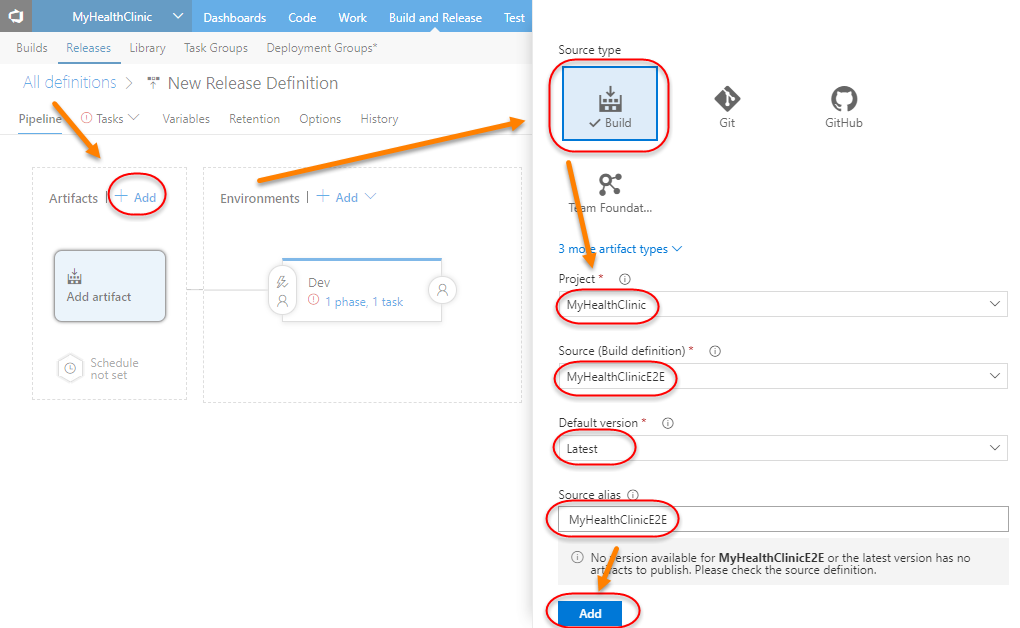 MyHealthClinic
Dashboards Code Work Build and Release Test
Builds Releases Library Task Groups Deployment Groups*
All definitions > New Release Definition
Pipeline Tasks Variables Retention Options History
Artifacts | + Add
Environments | + Add
Add artifact
Schedule
not set
Dev
1 phase, 1 task
Source type
Build
Git
GitHub
Team Foundat...
3 more artifact types
Project *
MyHealthClinic
Source (Build definition) *
MyHealthClinicE2E
Default version *
Latest
Source alias
MyHealthClinicE2E
No version available for MyHealthClinicE2E or the latest version has no
artifacts to publish. Please check the source definition.
Add